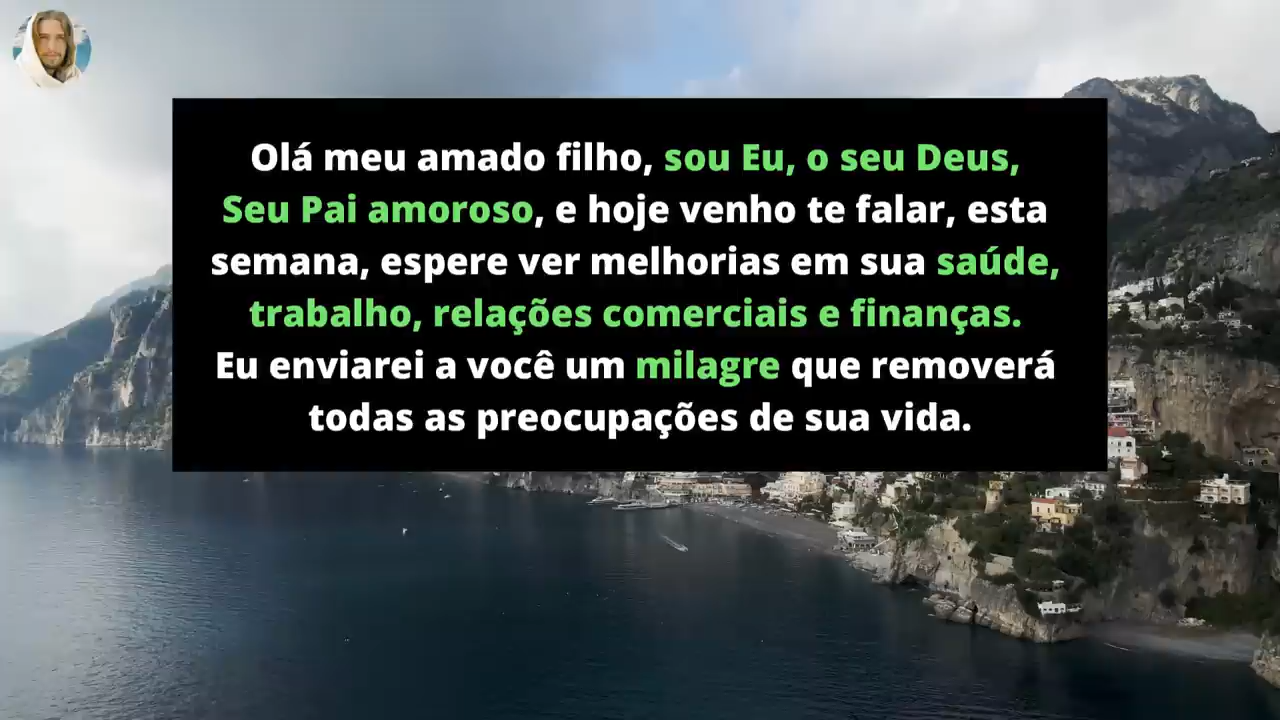 Olá meu amado filho, sou Eu, o seu Deus,
Seu Pai amoroso, e hoje venho te falar, esta
semana, espere ver melhorias em sua saúde,
trabalho, relações comerciais e finanças.
Eu enviarei a você um milagre que removerá
todas as preocupações de sua vida.